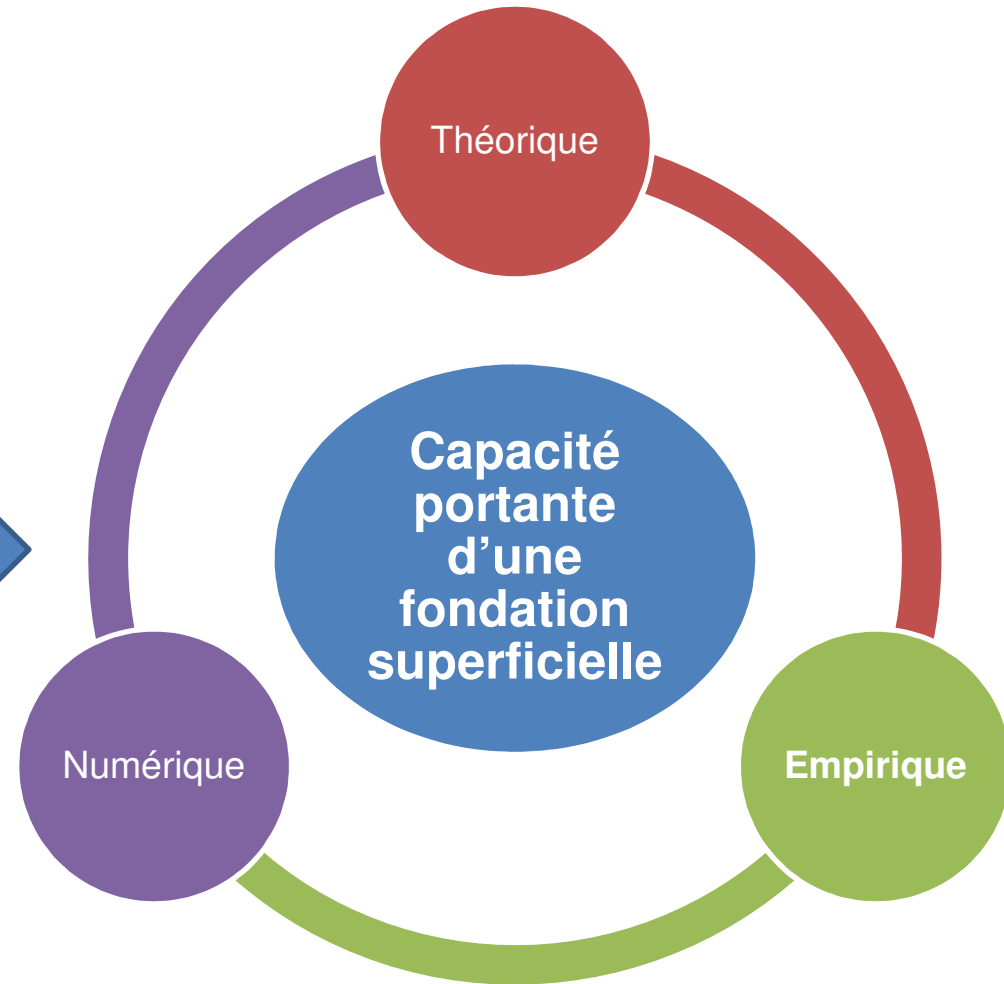 Théorique
Capacité
portante
d’une
fondation
superficielle
Numérique
Empirique